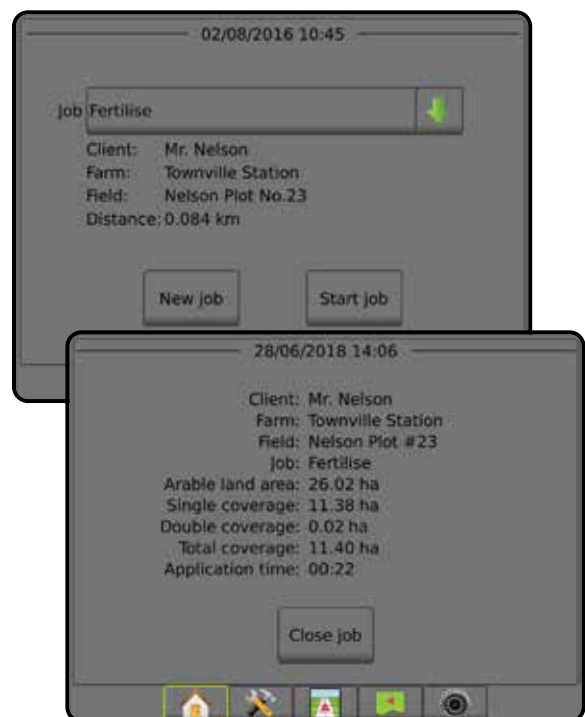 02/08/2016 10:45
Job Fertilise
Client: Mr. Nelson
Farm: Townville Station
Field: Nelson Plot No.23
Distance: 0.084 km
New job Start job
28/06/2018 14:06
Client: Mr. Nelson
Farm: Townville Station
Field: Nelson Plot #23
Job: Fertilise
Arable land area: 26.02 ha
Single coverage: 11.38 ha
Double coverage: 0.02 ha
Total coverage: 11.40 ha
Application time: 00:22
Close job